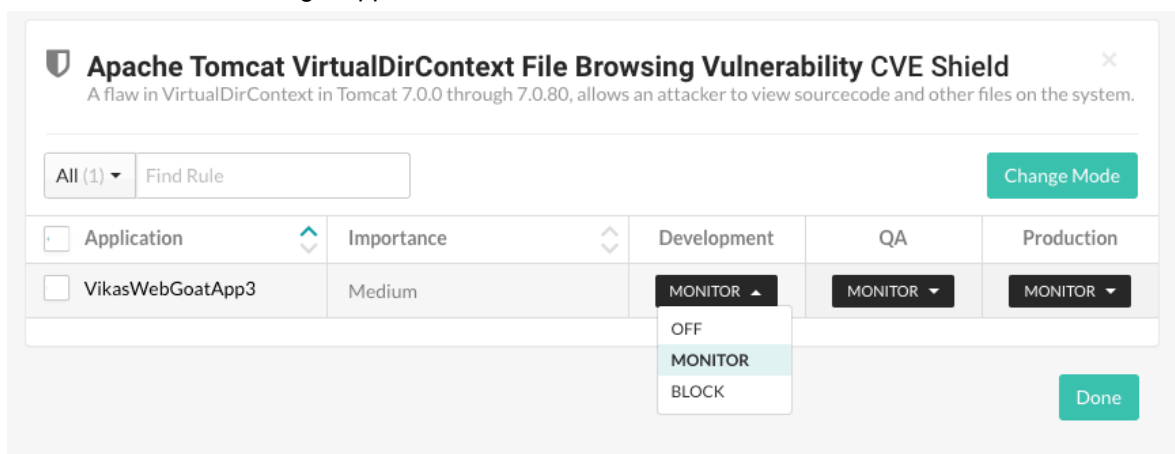 Apache Tomcat VirtualDirContext File Browsing Vulnerability CVE Shield
A flaw in VirtualDirContext in Tomcat 7.0.0 through 7.0.80, allows an attacker to view sourcecode and other files on the system.
All (1) Find Rule Change Mode
Application Importance Development QA Production
VikasWebGoatApp3 Medium MONITOR MONITOR MONITOR
OFF
MONITOR
BLOCK
Done